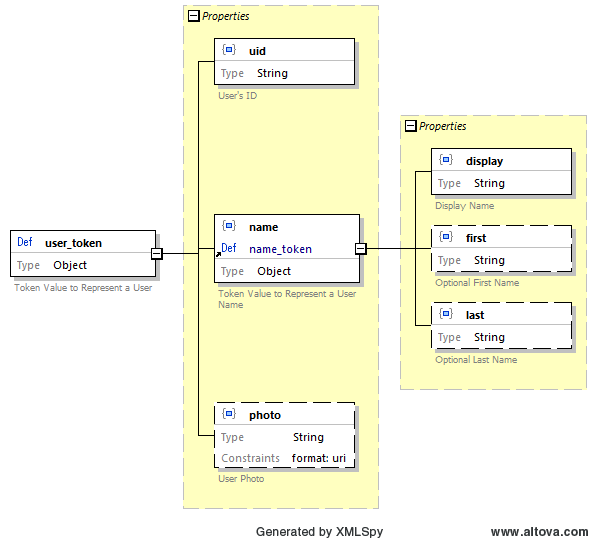 Properties
{} uid
Type String
User's ID
Properties
{} display
Type String
Display Name
{} name
Def name_token
Type Object
Token Value to Represent a User
Name
Def user_token
Type Object
Token Value to Represent a User
{} first
Type String
Optional First Name
{} last
Type String
Optional Last Name
{} photo
Type String
Constraints format: uri
User Photo
Generated by XMLSpy
www.altova.com